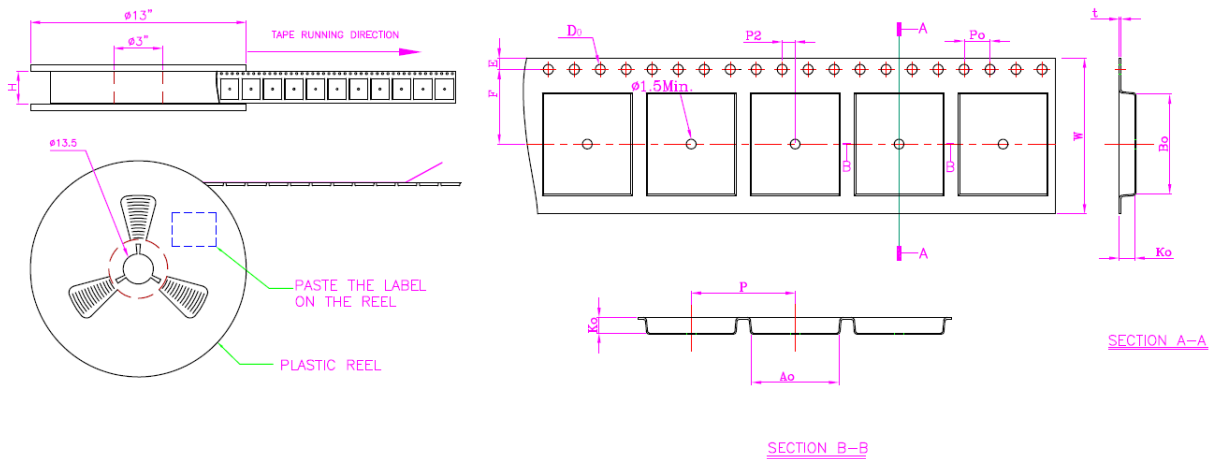 ø13"
ø3"
TAPE RUNNING DIRECTION
H
ø13.5
PASTE THE LABEL
ON THE REEL
PLASTIC REEL
D₀
P2
A
Po
t
E
F
ø1.5Min.
W
Bo
B
B
A
Ko
P
Ko
Ao
SECTION A-A
SECTION B-B